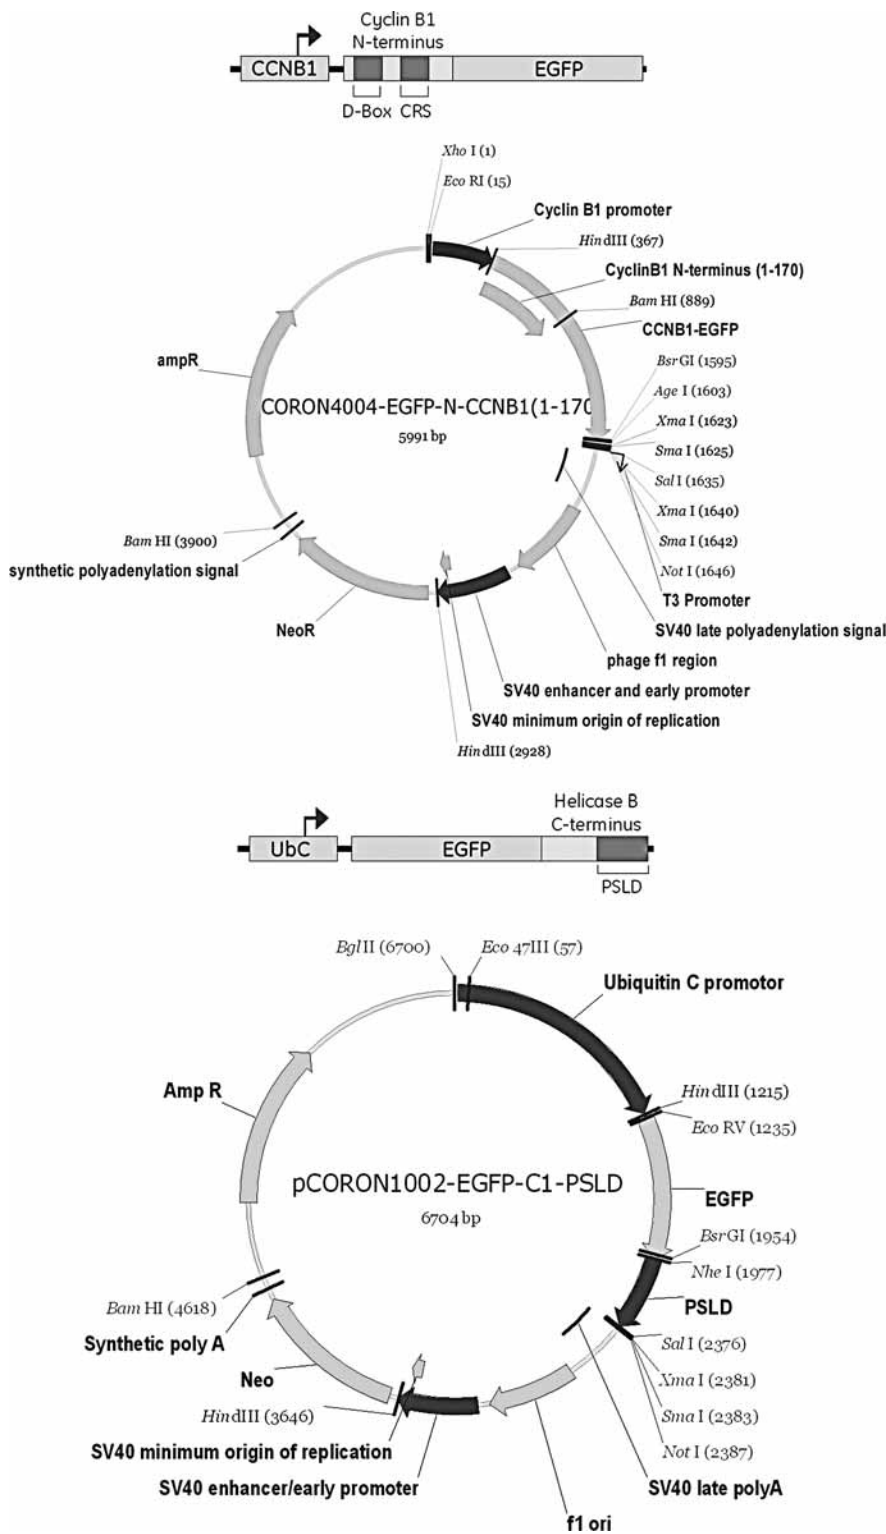 Cyclin B1
N-terminus
CCNB1
EGFP
D-Box
CRS
Xho I (1)
Eco RI (15)
Cyclin B1 promoter
HindIII (367)
CyclinB1 N-terminus (1-170)
Bam HI (889)
CCNB1-EGFP
BsrGI (1595)
Age I (1603)
Xma I (1623)
Sma I (1625)
Sal I (1635)
Xma I (1640)
Sma I (1642)
Not I (1646)
T3 Promoter
SV40 late polyadenylation signal
phage f1 region
SV40 enhancer and early promoter
SV40 minimum origin of replication
HindIII (2928)
NeoR
synthetic polyadenylation signal
Bam HI (3900)
ampR
CORON4004-EGFP-N-CCNB1(1-170
5991 bp
Helicase B
C-terminus
UbC
EGFP
PSLD
BglII (6700)
Eco 47III (57)
Ubiquitin C promotor
HindIII (1215)
Eco RV (1235)
EGFP
BsrGI (1954)
Nhe I (1977)
PSLD
Sal I (2376)
Xma I (2381)
Sma I (2383)
Not I (2387)
SV40 late polyA
f1 ori
SV40 enhancer/early promoter
SV40 minimum origin of replication
HindIII (3646)
Neo
Synthetic poly A
Bam HI (4618)
Amp R
pCORON1002-EGFP-C1-PSLD
6704 bp